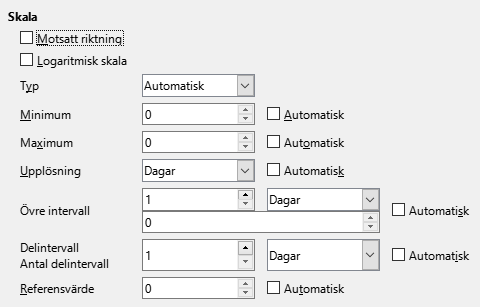 Skala
Motsatt riktning
Logaritmisk skala
Typ Automatisk
Minimum 0 Automatisk
Maximum 0 Automatisk
Upplösning Dagar Automatisk
Övre intervall 1 Dagar Automatisk
0
Delintervall
Antal delintervall 1 Dagar Automatisk
Referensvärde 0 Automatisk